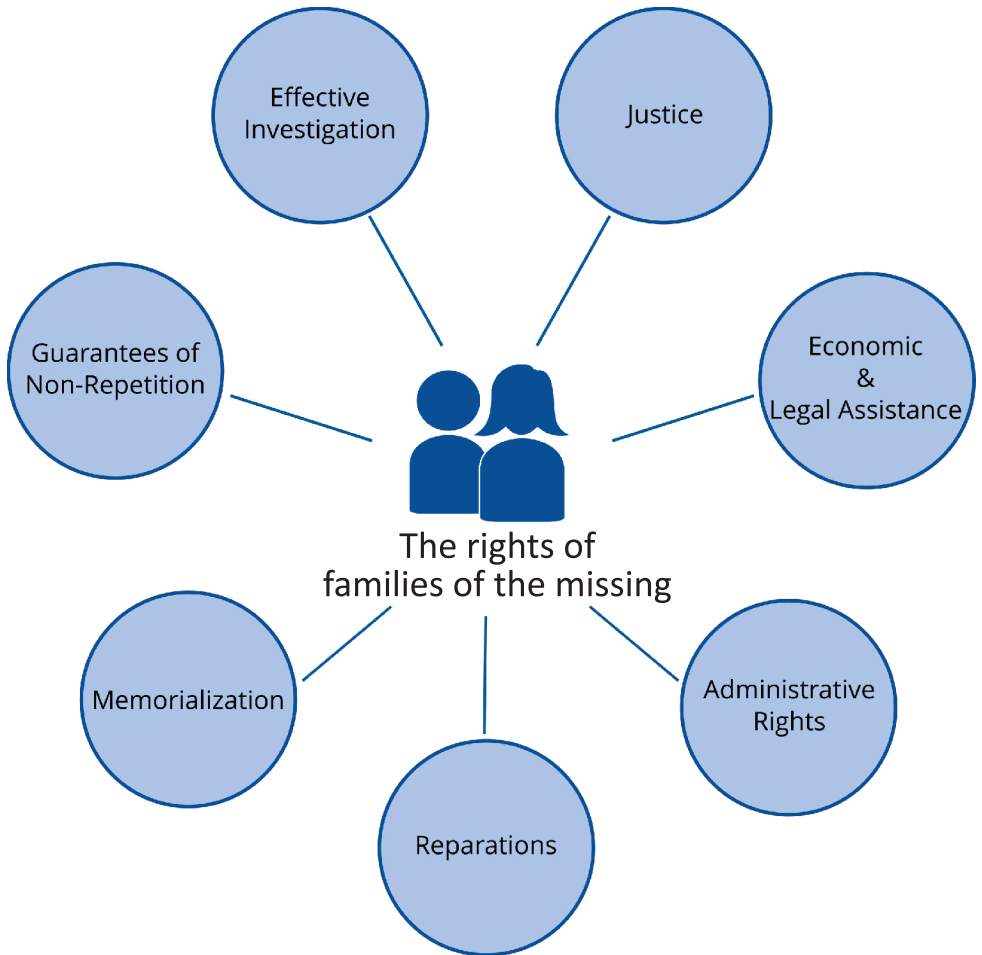 Effective
Investigation
Justice
Guarantees of
Non-Repetition
Economic
&
Legal Assistance
The rights of
families of the missing
Memorialization
Administrative
Rights
Reparations